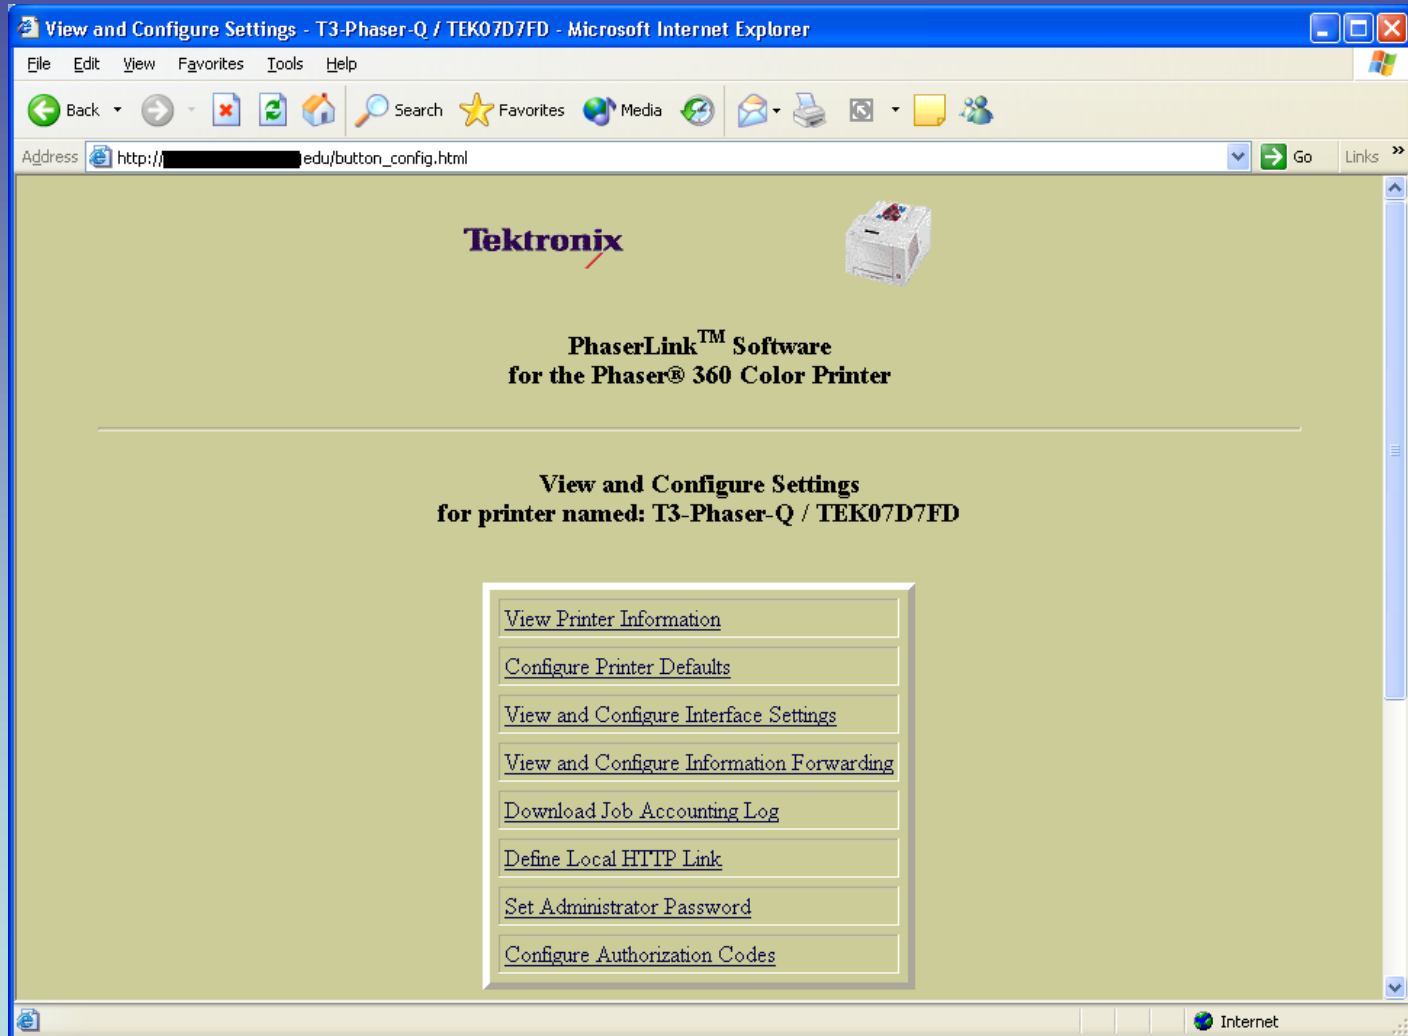 View and Configure Settings - T3-Phaser-Q / TEK07D7FD - Microsoft Internet Explorer
File Edit View Favorites Tools Help
Back Search Favorites Media
Address http:// edu/button_config.html Go Links »
Tektronix
PhaserLink™ Software
for the Phaser® 360 Color Printer
View and Configure Settings
for printer named: T3-Phaser-Q / TEK07D7FD
View Printer Information
Configure Printer Defaults
View and Configure Interface Settings
View and Configure Information Forwarding
Download Job Accounting Log
Define Local HTTP Link
Set Administrator Password
Configure Authorization Codes
Internet